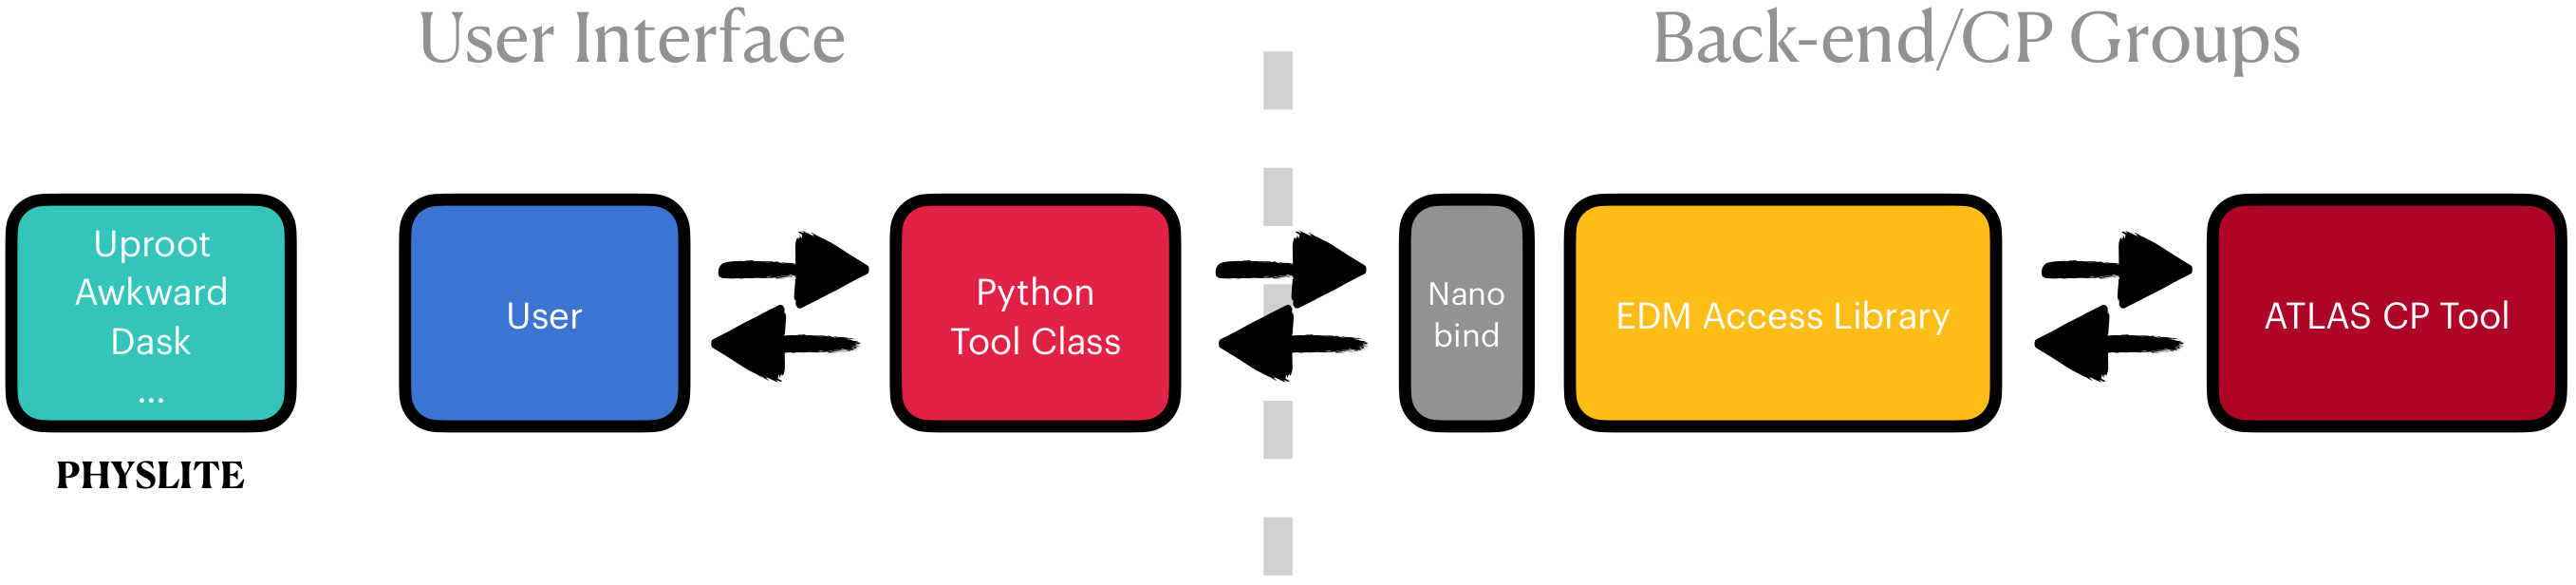 User Interface
Back-end/CP Groups
Uproot
Awkward
Dask
...
PHYSLITE
User
Python
Tool Class
Nano
bind
EDM Access Library
ATLAS CP Tool